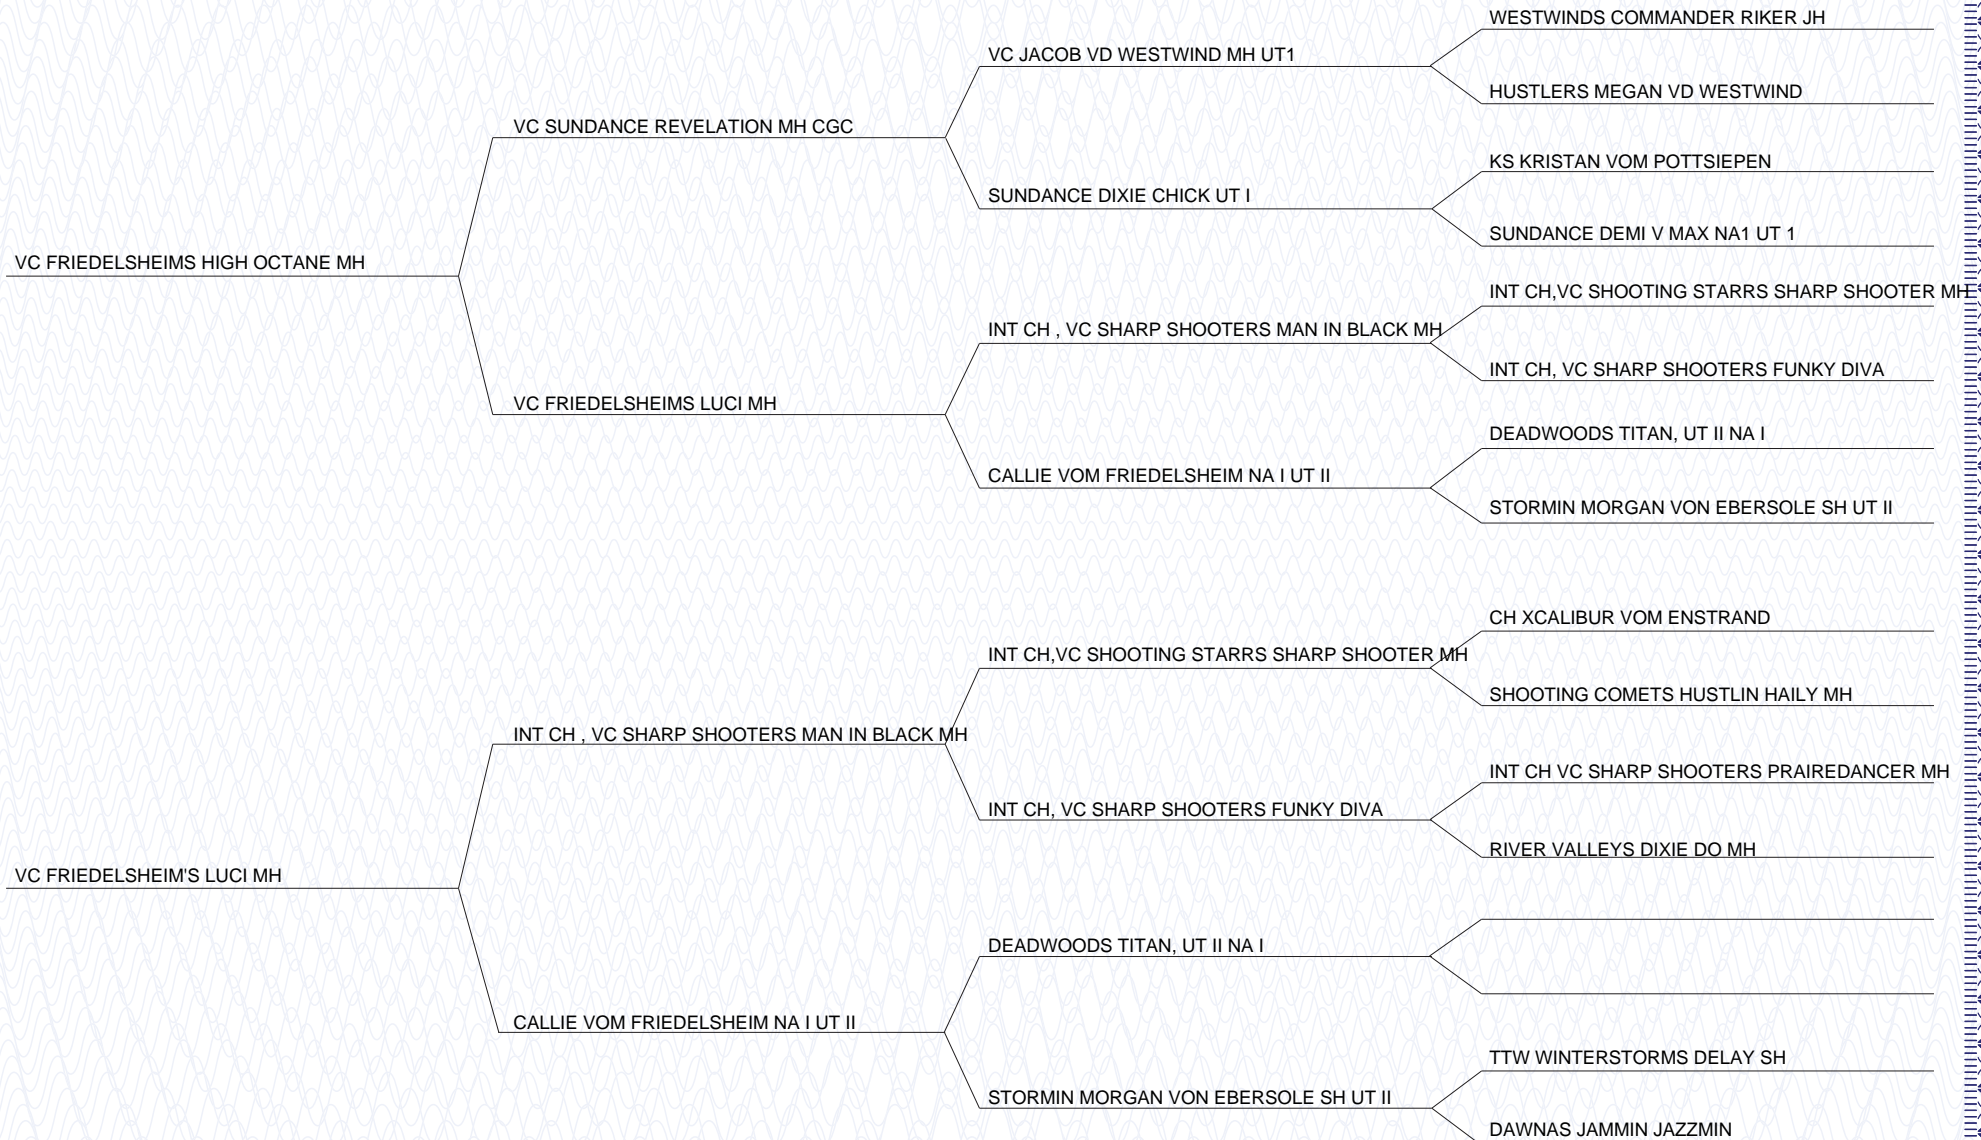 WESTWINDS COMMANDER RIKER JH
VC JACOB VD WESTWIND MH UT1
HUSTLERS MEGAN VD WESTWIND
VC SUNDANCE REVELATION MH CGC
KS KRISTAN VOM POTTSIEPEN
SUNDANCE DIXIE CHICK UT I
SUNDANCE DEMI V MAX NA1 UT 1
VC FRIEDELSHEIMS HIGH OCTANE MH
INT CH,VC SHOOTING STARRS SHARP SHOOTER MH
INT CH , VC SHARP SHOOTERS MAN IN BLACK MH
INT CH, VC SHARP SHOOTERS FUNKY DIVA
VC FRIEDELSHEIMS LUCI MH
DEADWOODS TITAN, UT II NA I
CALLIE VOM FRIEDELSHEIM NA I UT II
STORMIN MORGAN VON EBERSOLE SH UT II
CH XCALIBUR VOM ENSTRAND
INT CH,VC SHOOTING STARRS SHARP SHOOTER MH
SHOOTING COMETS HUSTLIN HAILY MH
INT CH , VC SHARP SHOOTERS MAN IN BLACK MH
INT CH VC SHARP SHOOTERS PRAIREDANCER MH
INT CH, VC SHARP SHOOTERS FUNKY DIVA
RIVER VALLEYS DIXIE DO MH
VC FRIEDELSHEIM'S LUCI MH
DEADWOODS TITAN, UT II NA I
CALLIE VOM FRIEDELSHEIM NA I UT II
TTW WINTERSTORMS DELAY SH
STORMIN MORGAN VON EBERSOLE SH UT II
DAWNAS JAMMIN JAZZMIN